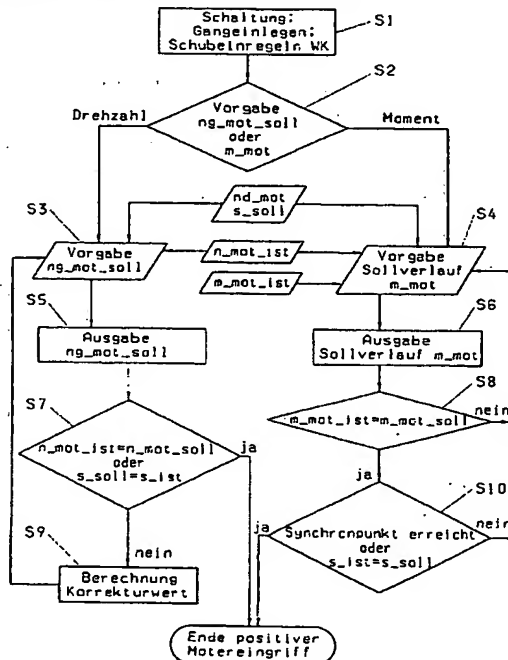 Schaltung;
Gangeinlegen;
Schubeinregeln WK
S1
S2
Drehzahl
Vorgabe
ng_mot_soll
oder
m_mot
Moment
nd_mot
s_soll
S3
S4
Vorgabe
ng_mot_soll
n_mot_ist
m_mot_ist
Vorgabe
Sollverlauf
m_mot
S5
Ausgabe
ng_mot_soll
S6
Ausgabe
Sollverlauf m_mot
S7
n_mot_ist=n_mot_soll
oder
s_soll=s_ist
ja
S8
m_mot_ist=m_mot_soll
nein
ja
S10
Synchronpunkt erreicht
oder
s_ist=s_soll
nein
ja
nein
S9
Berechnung
Korrekturwert
Ende positiver
Motereingriff